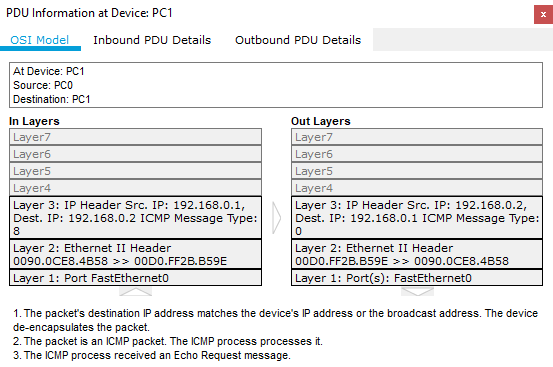 PDU Information at Device: PC1
x
OSI Model Inbound PDU Details Outbound PDU Details
At Device: PC1
Source: PC0
Destination: PC1
In Layers
Layer7
Layer6
Layer5
Layer4
Layer 3: IP Header Src. IP: 192.168.0.1,
Dest. IP: 192.168.0.2 ICMP Message Type:
8
Layer 2: Ethernet II Header
0090.0CE8.4B58 >> 00D0.FF2B.B59E
Layer 1: Port FastEthernet0
Out Layers
Layer7
Layer6
Layer5
Layer4
Layer 3: IP Header Src. IP: 192.168.0.2,
Dest. IP: 192.168.0.1 ICMP Message Type:
0
Layer 2: Ethernet II Header
00D0.FF2B.B59E >> 0090.0CE8.4B58
Layer 1: Port(s): FastEthernet0
1. The packet's destination IP address matches the device's IP address or the broadcast address. The device
de-encapsulates the packet.
2. The packet is an ICMP packet. The ICMP process processes it.
3. The ICMP process received an Echo Request message.